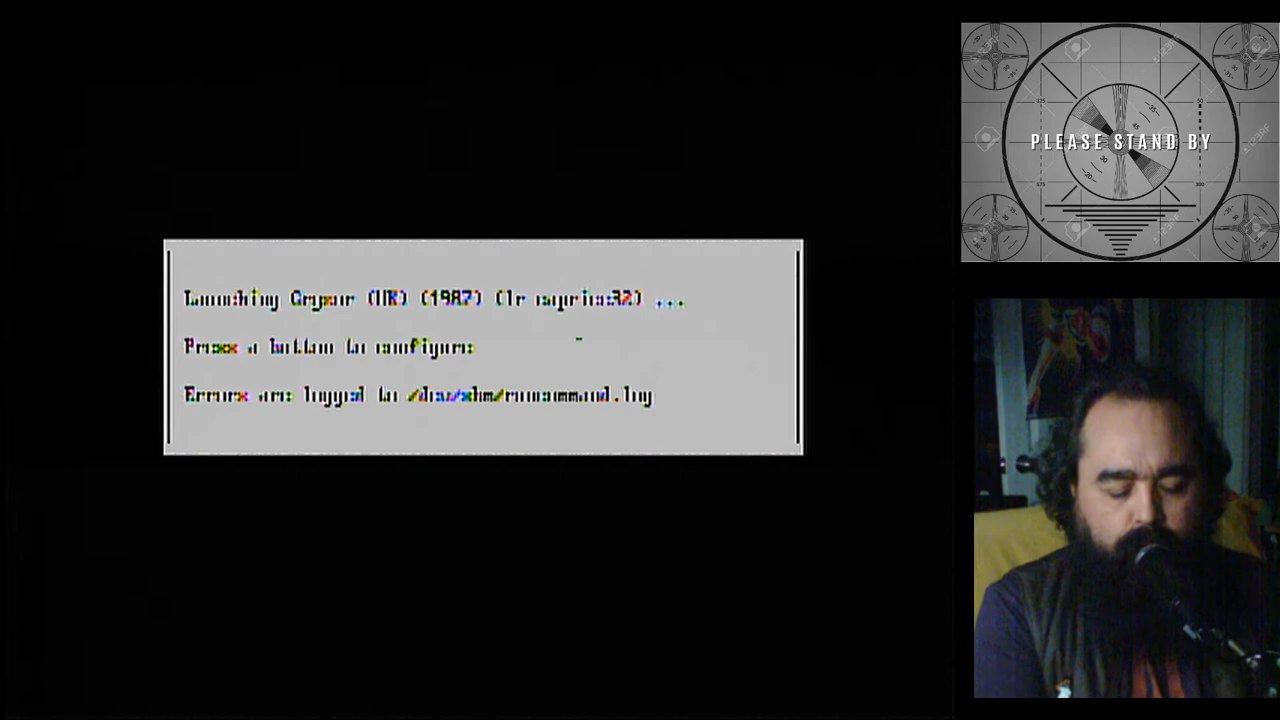 Launching Gryzor (UK) (1987) (lr-caprice32) ...
Press a button to configure
Errors are logged to /dev/shm/runcommand.log
PLEASE STAND BY